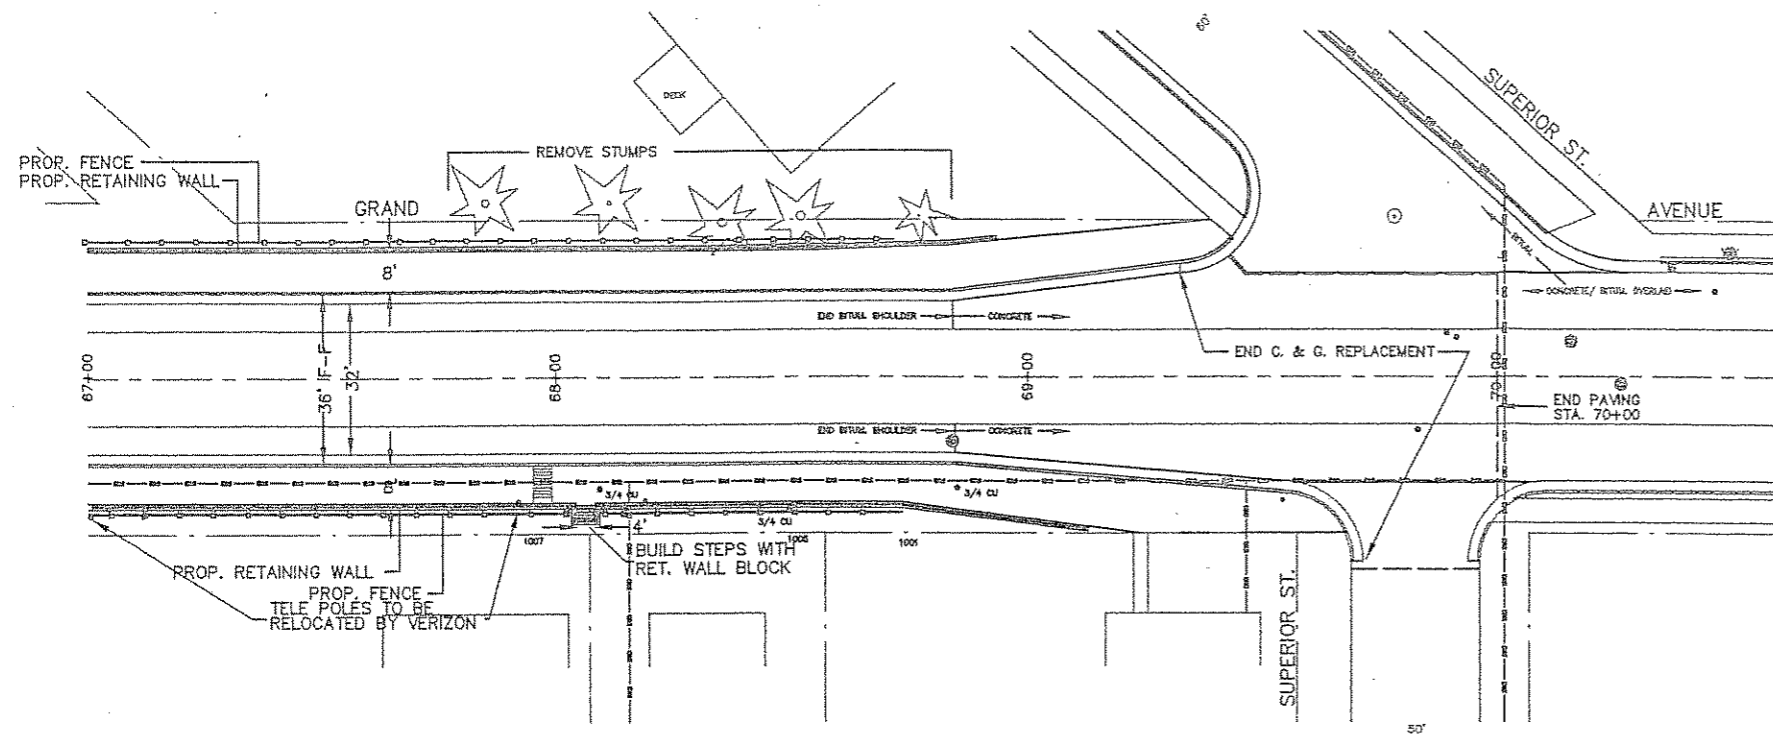 60'
SUPERIOR ST.
DECK
REMOVE STUMPS
PROP. FENCE
PROP. RETAINING WALL
GRAND
AVENUE
8'
BITUM.
CONCRETE/ BITUM. OVERLAID
END BITUM. SHOULDER
CONCRETE
END C. & G. REPLACEMENT
67+00
36' F-F
32'
68+00
69+00
70+00
END PAVING
STA. 70+00
END BITUM. SHOULDER
CONCRETE
3/4 CU
3/4 CU
3/4 CU
4'
1007
1005
1001
BUILD STEPS WITH
RET. WALL BLOCK
PROP. RETAINING WALL
PROP. FENCE
TELE POLES TO BE
RELOCATED BY VERIZON
SUPERIOR ST.
50'